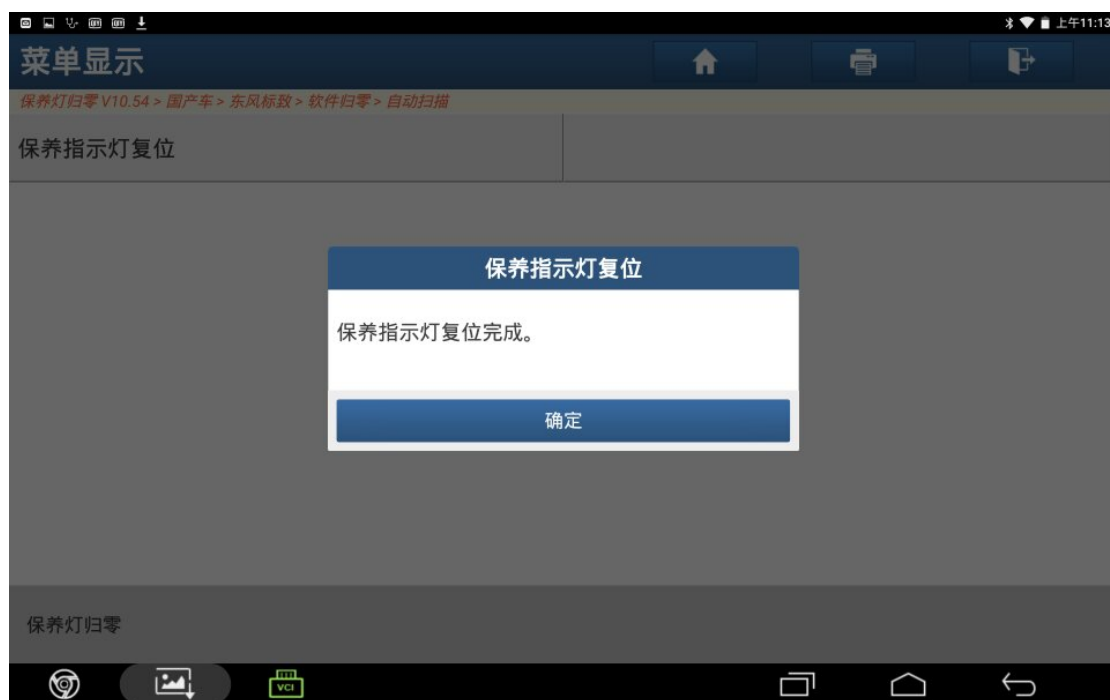 上午11:13
菜单显示
保养灯归零 V10.54 > 国产车 > 东风标致 > 软件归零 > 自动扫描
保养指示灯复位
保养指示灯复位
保养指示灯复位完成。
确定
保养灯归零
VCI